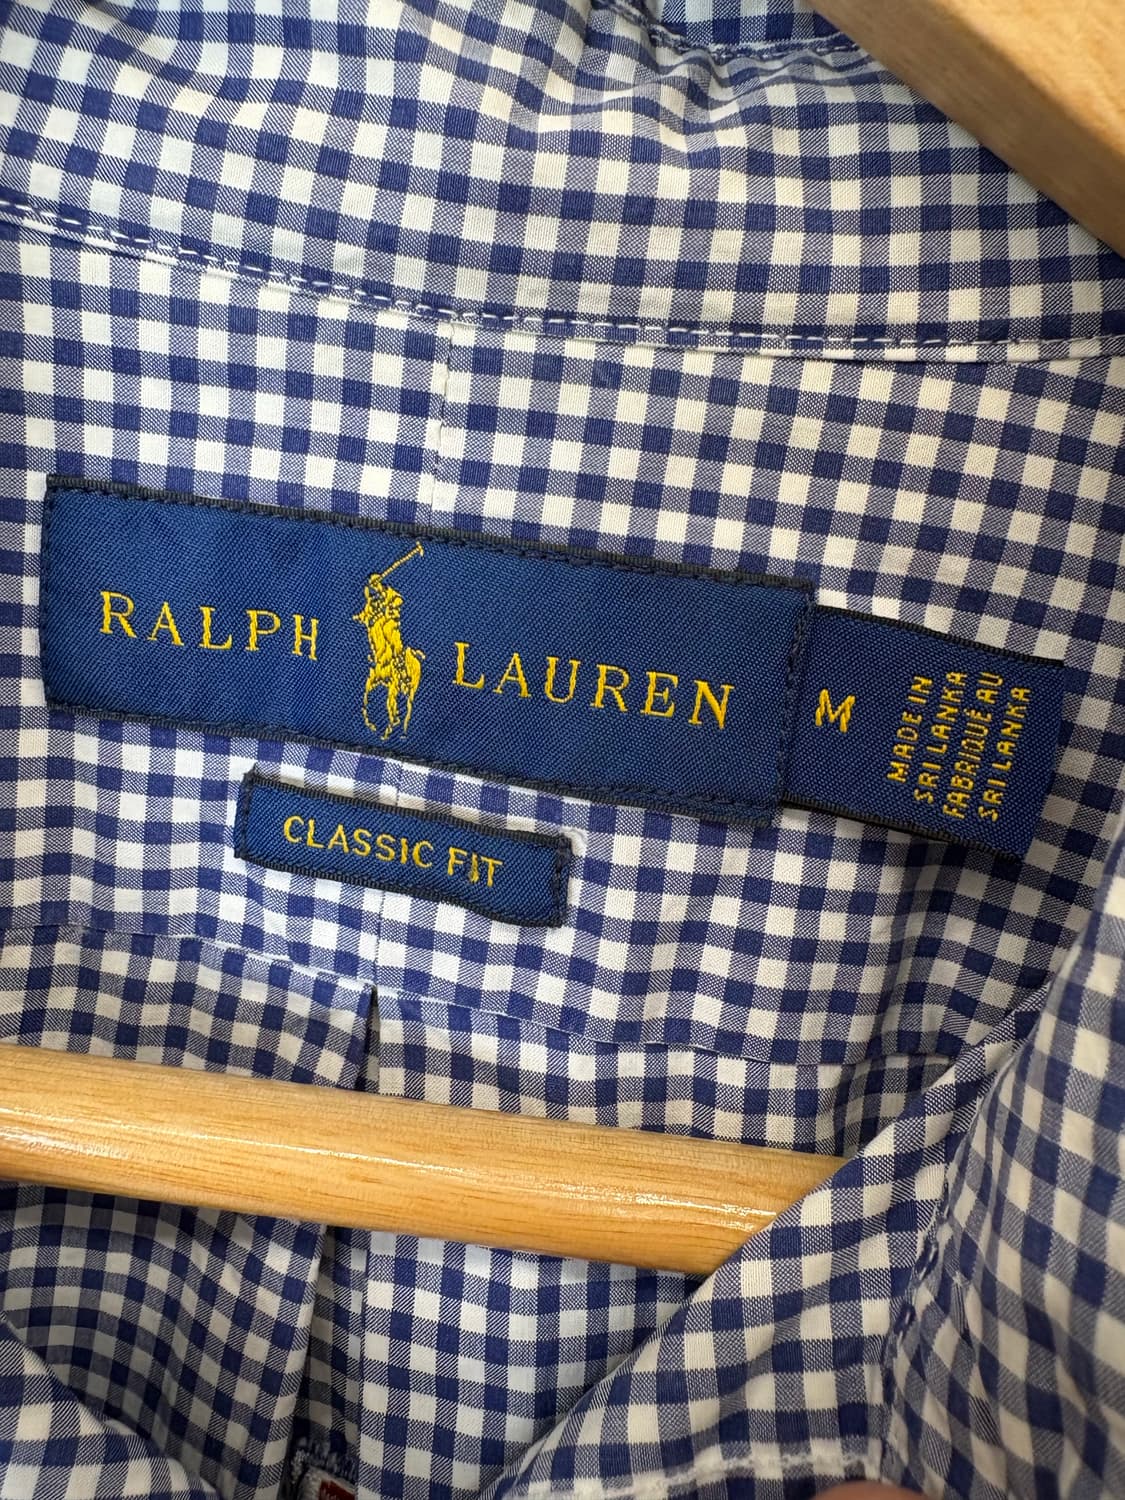 RALPH LAUREN
M
MADE IN
SRI LANKA
FABRIQUÉ AU
SRI LANKA
CLASSIC FIT